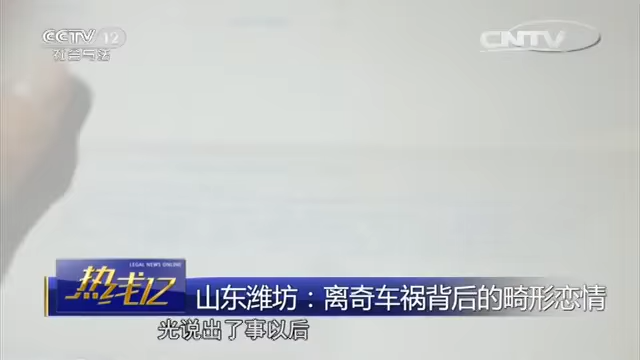 CCTV 12
社会与法
CNTV
LEGAL NEWS ONLINE
热线12
山东潍坊：离奇车祸背后的畸形恋情
光说出了事以后